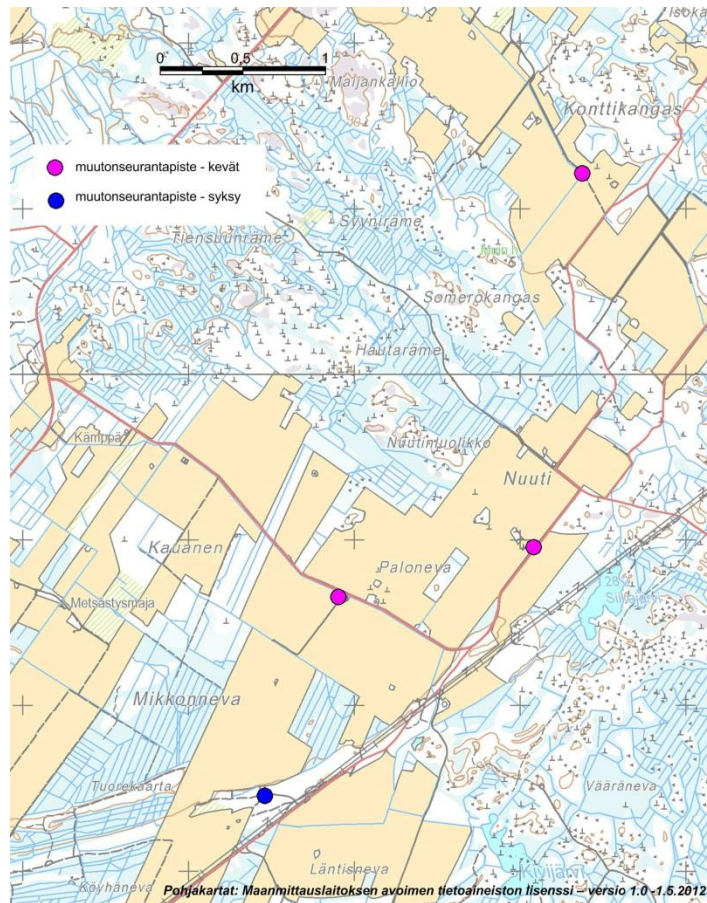 Isoka
0
0,5
1
km
Maijankallio
Konttikangas
muutonseurantapiste - kevät
muutonseurantapiste - syksy
Syyniräme
Tiensuunräme
Somerokangas
Hautaräme
Kämppä
Nuutinluolikko
Nuuti
Kauanen
Paloneva
Metsästysmaja
Mikkonneva
Tuorekaarta
Vääräneva
Läntisneva
Kivijärvi
Köyhäneva
Pohjakartat: Maanmittauslaitoksen avoimen tietoaineiston lisenssi – versio 1.0 -1.5.2012